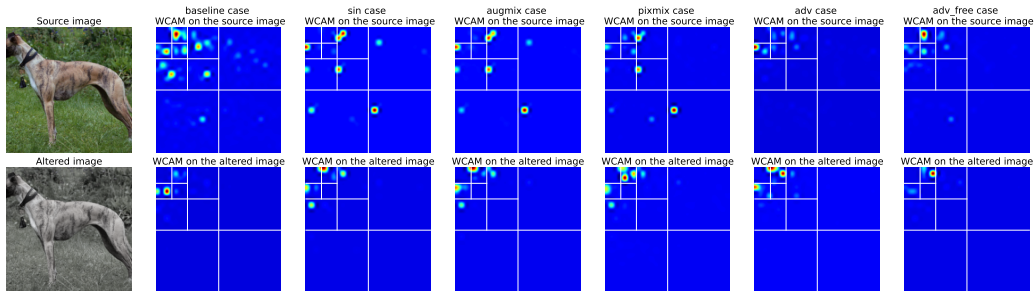 Source image
baseline case
WCAM on the source image
sin case
WCAM on the source image
augmix case
WCAM on the source image
pixmix case
WCAM on the source image
adv case
WCAM on the source image
adv_free case
WCAM on the source image
Altered image
WCAM on the altered image
WCAM on the altered image
WCAM on the altered image
WCAM on the altered image
WCAM on the altered image
WCAM on the altered image